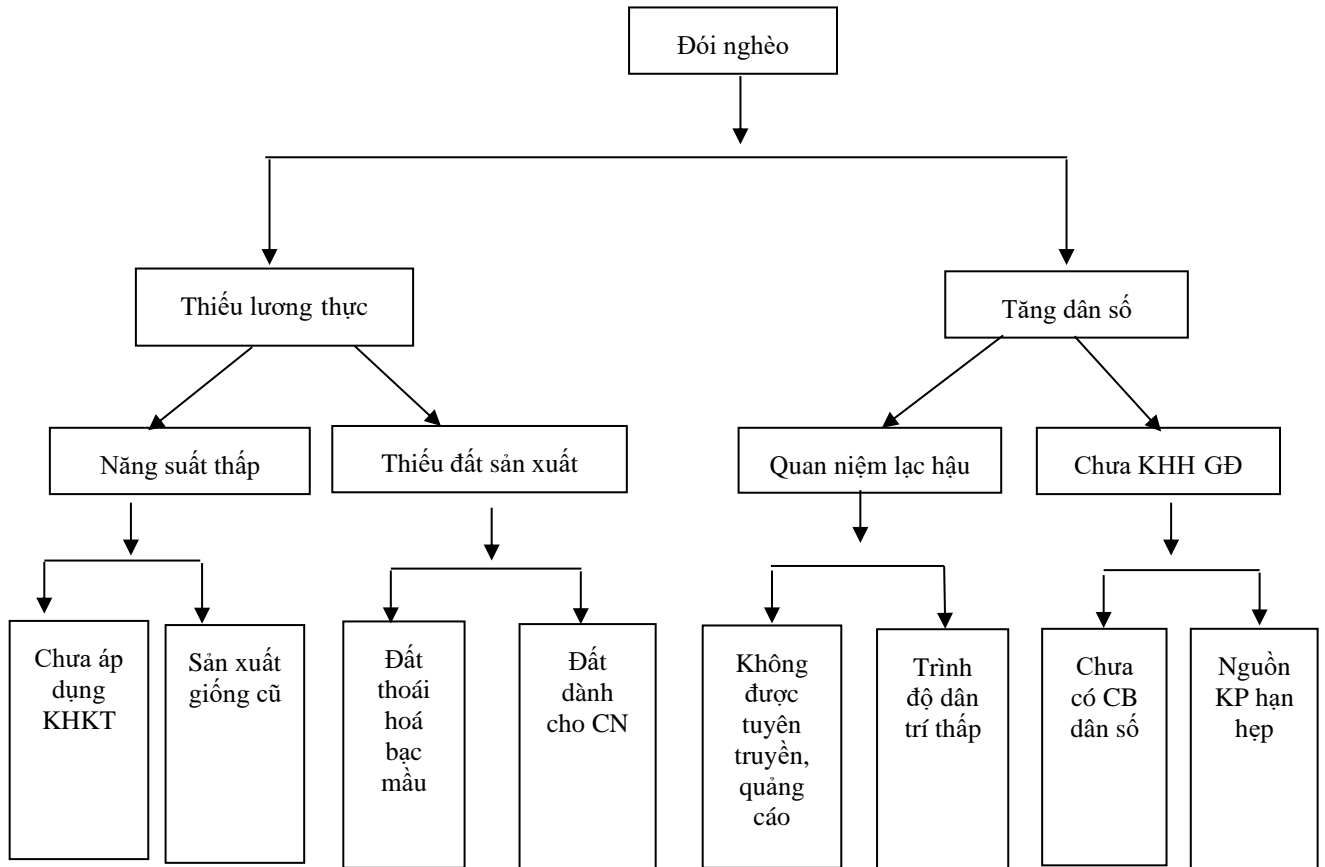 Đói nghèo
Thiếu lương thực
Tăng dân số
Năng suất thấp
Thiếu đất sản xuất
Quan niệm lạc hậu
Chưa KHH GĐ
Chưa áp
dụng
KHKT
Sản xuất
giống cũ
Đất
thoái
hoá
bạc
mầu
Đất
dành
cho CN
Không
được
tuyên
truyền,
quảng
cáo
Trình
độ dân
trí thấp
Chưa
có CB
dân số
Nguồn
KP hạn
hẹp